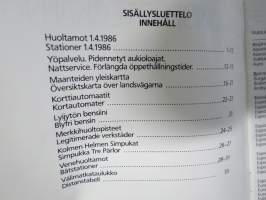 SISÄLLYSLUETTELO
INNEHÅLL
Huoltamot 1.4.1986
Stationer 1.4.1986
Yöpalvelu. Pidennetyt aukioloajat.
Nattservice. Förlängda öppethållningstider.
Maanteiden yleiskartta
Översiktskarta över landsvägarna
Korttiautomaatit
Kortautomater
Lyijytön bensiini
Blyfri bensin
Merkkihuoltopisteet
Legitimerade verkstäder
Kolmen Helmen Simpukat
Simpukka Tre Pärlor
Venehuoltamot
Båtstationer
Välimatkataulukko
Distanstabell